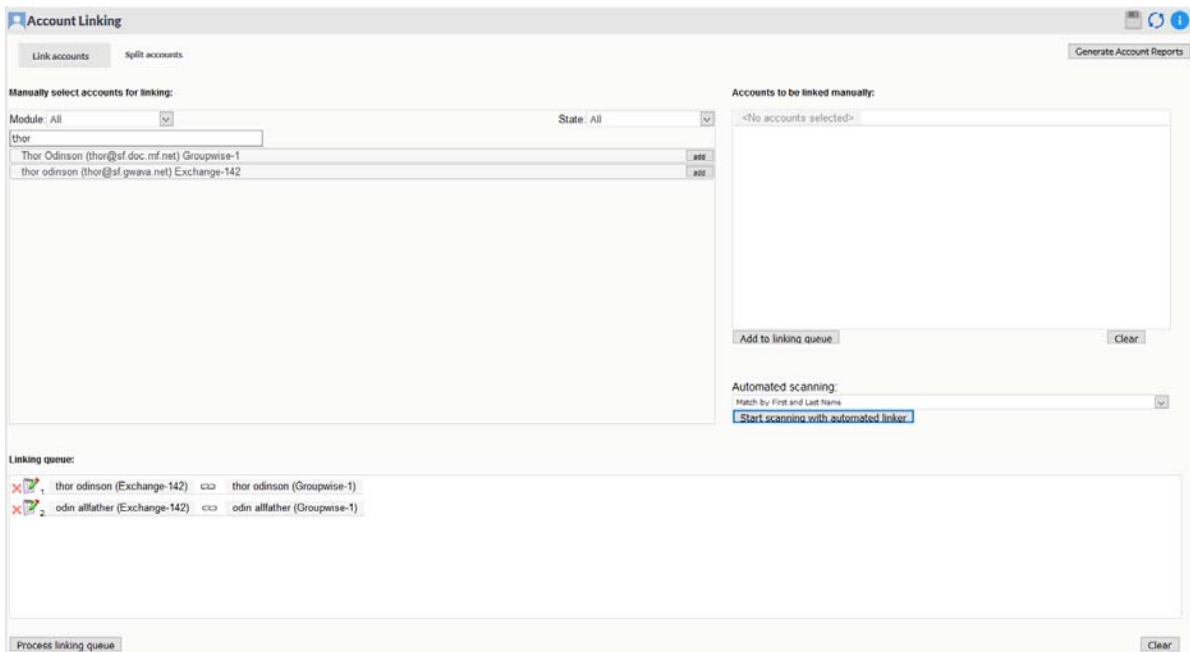 Account Linking
Link accounts Split accounts Generate Account Reports
Manually select accounts for linking: Accounts to be linked manually:
Module: All State: All <No accounts selected>
thor
Thor Odinson (thor@sf.doc.mf.net) Groupwise-1 add
thor odinson (thor@sf.gwava.net) Exchange-142 add
Add to linking queue Clear
Automated scanning:
Match by First and Last Name
Start scanning with automated linker
Linking queue:
1 thor odinson (Exchange-142) thor odinson (Groupwise-1)
2 odin allfather (Exchange-142) odin allfather (Groupwise-1)
Process linking queue Clear